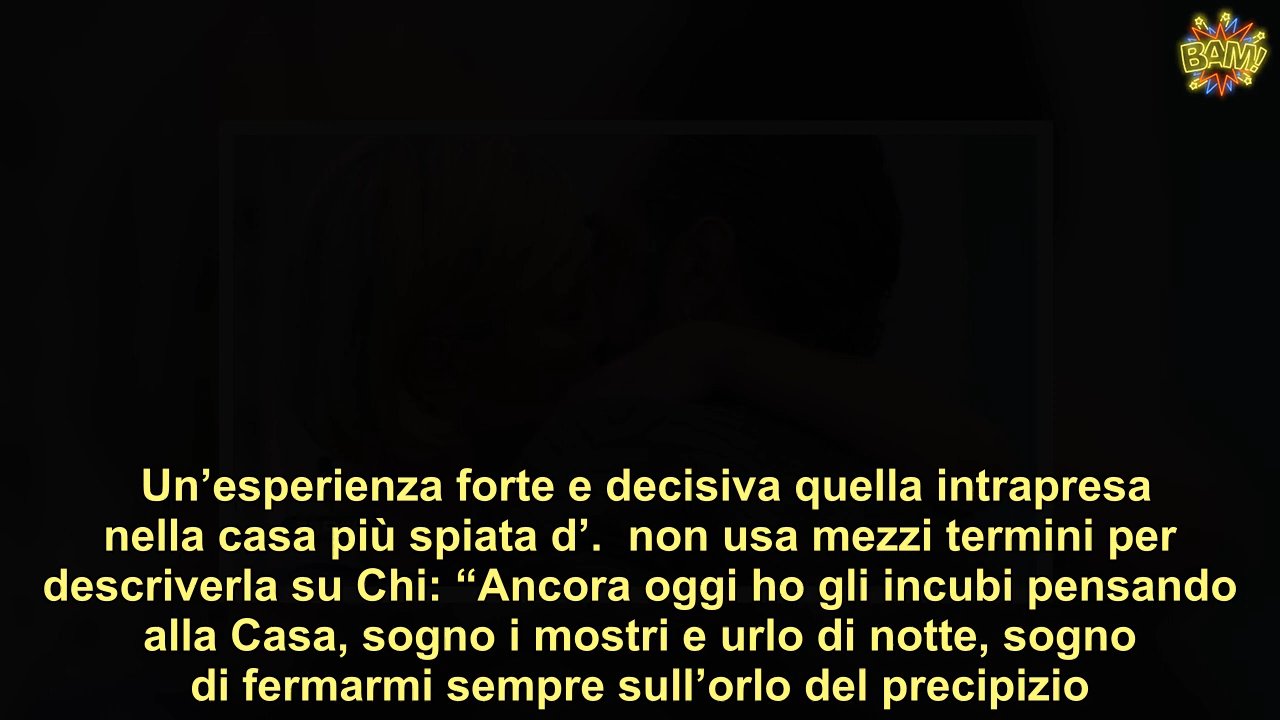 BAM!
Un’esperienza forte e decisiva quella intrapresa
nella casa più spiata d’.  non usa mezzi termini per
descriverla su Chi: “Ancora oggi ho gli incubi pensando
alla Casa, sogno i mostri e urlo di notte, sogno
di fermarmi sempre sull’orlo del precipizio